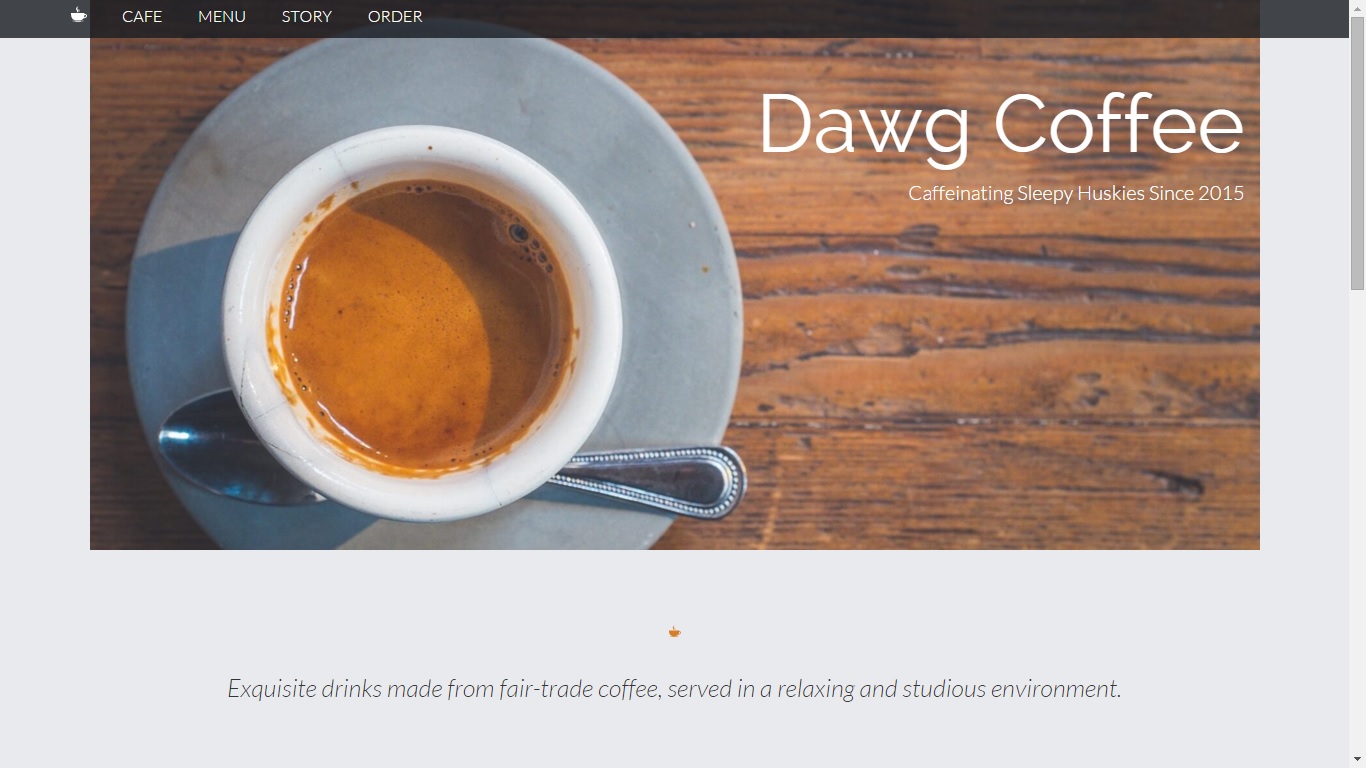 CAFE MENU STORY ORDER
Dawg Coffee
Caffeinating Sleepy Huskies Since 2015
Exquisite drinks made from fair-trade coffee, served in a relaxing and studious environment.